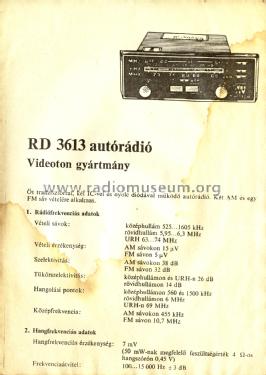 RD 3613 autórádió
Videoton gyártmány
www.radiomuseum.org
Öt tranzisztorral, két IC-vel és nyolc diódával működő autórádió. Két AM és egy
FM sáv vételére alkalmas.
1. Rádiófrekvenciás adatok
Vételi sávok: középhullám 525...1605 kHz
rövidhullám 5,95...6,3 MHz
URH 63...74 MHz
Vételi érzékenység: AM sávokon 15 μV
FM sávon 5 μV
Szelektivitás: AM sávokon 38 dB
FM sávon 32 dB
Tükörszelektivitás: középhullámon és URH-n 26 dB
rövidhullámon 14 dB
Hangolási pontok: középhullámon 560 és 1500 kHz
rövidhullámon 6 MHz
URH-n 69 MHz
Középfrekvencia: AM sávokon 455 kHz
FM sávon 10,7 MHz
2. Hangfrekvenciás adatok
Hangfrekvenciás érzékenység: 7 mV
(50 mW-nak megfelelő feszültségérték 4 Ω-os
hangszórón 0,45 V)
Frekvenciaátvitel: 100...15 000 Hz ± 3 dB